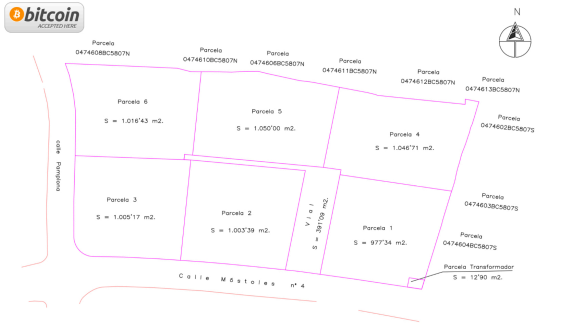 bitcoin
ACCEPTED HERE
N
Parcela
0474608BC5807N
Parcela
0474610BC5807N
Parcela
0474606BC5807N
Parcela
0474611BC5807N
Parcela
0474612BC5807N
Parcela
0474613BC5807N
Parcela
0474602BC5807S
Parcela 6
S = 1.016'43 m2.
Parcela 5
S = 1.050'00 m2.
Parcela 4
S = 1.046'71 m2.
calle Pamplona
Parcela 3
S = 1.005'17 m2.
Parcela 2
S = 1.003'39 m2.
Vial
S = 391'09 m2.
Parcela 1
S = 977'34 m2.
Parcela
0474603BC5807S
Parcela
0474604BC5807S
Parcela Transformador
S = 12'90 m2.
Calle Móstoles nº 4